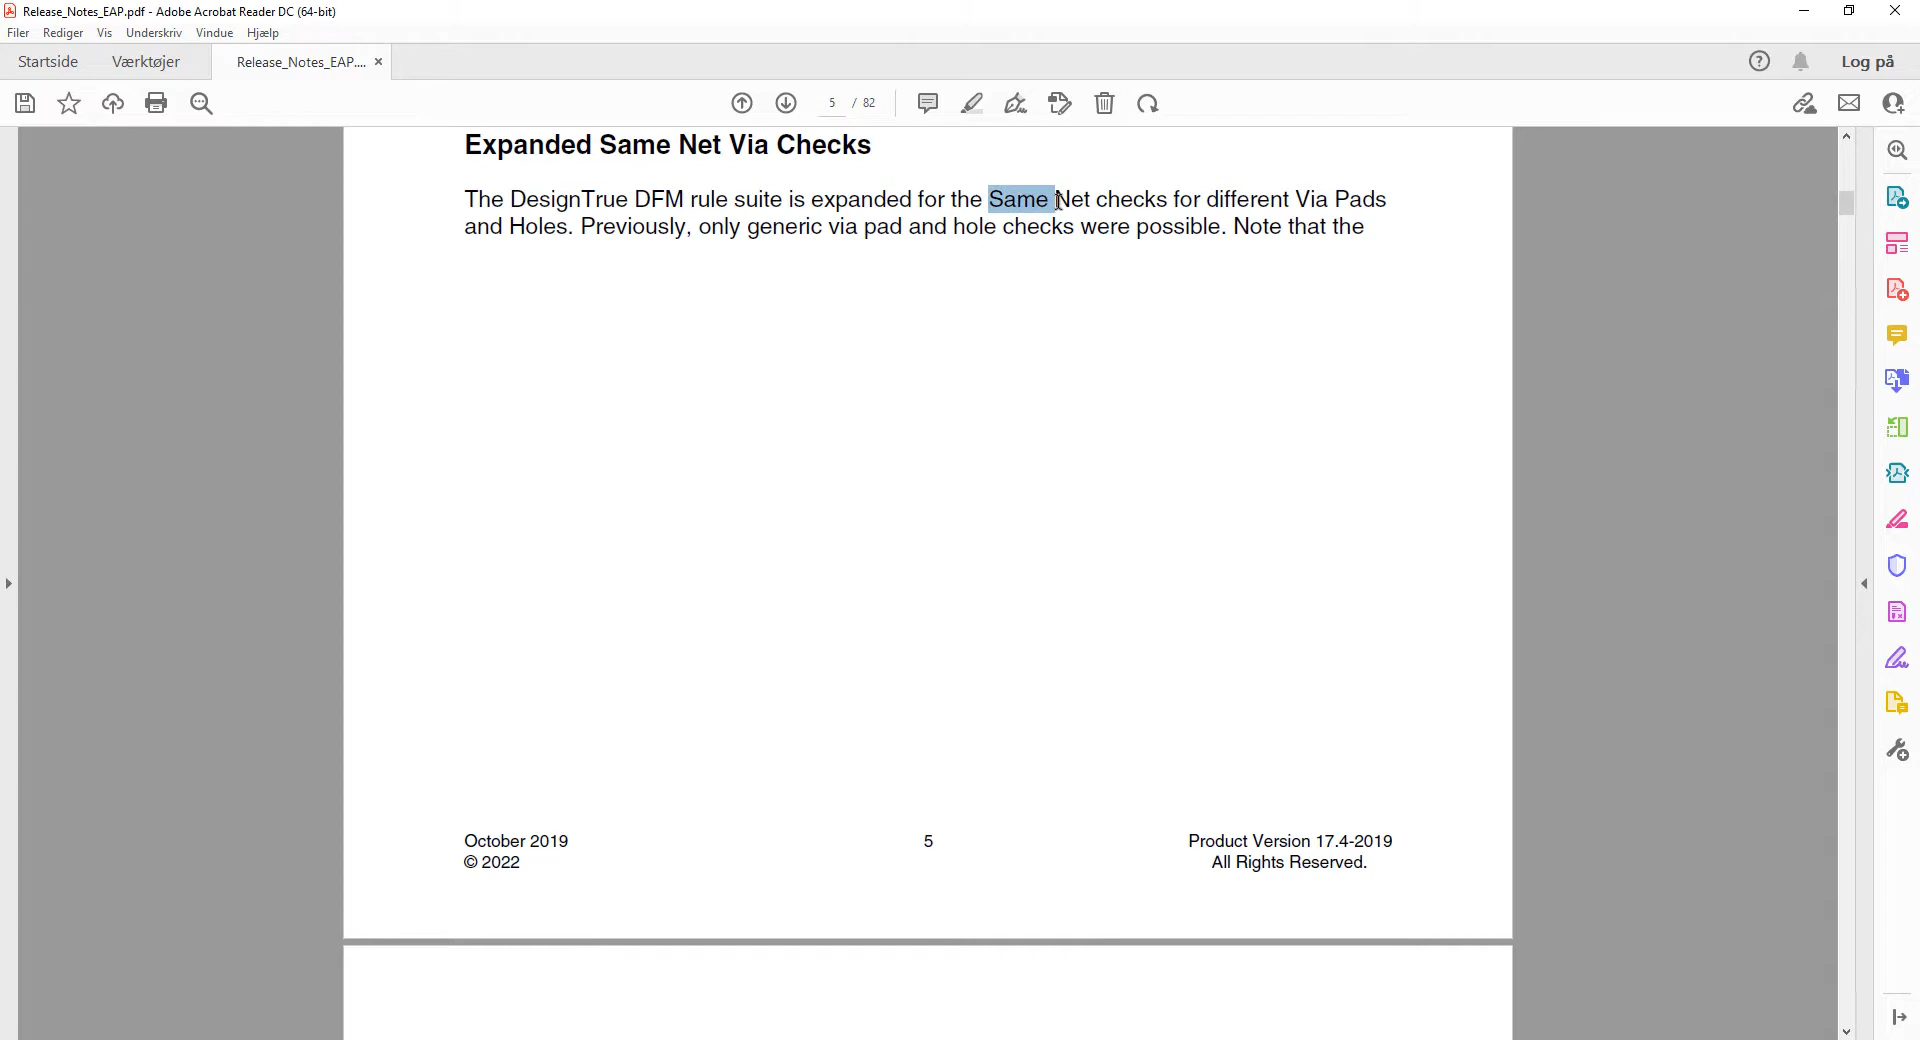 Release_Notes_EAP.pdf - Adobe Acrobat Reader DC (64-bit)
Filer Rediger Vis Underskriv Vindue Hjælp
Startside Værktøjer Release_Notes_EAP.... × Log på
5 / 82
Expanded Same Net Via Checks
The DesignTrue DFM rule suite is expanded for the Same Net checks for different Via Pads
and Holes. Previously, only generic via pad and hole checks were possible. Note that the
October 2019 5 Product Version 17.4-2019
© 2022 All Rights Reserved.